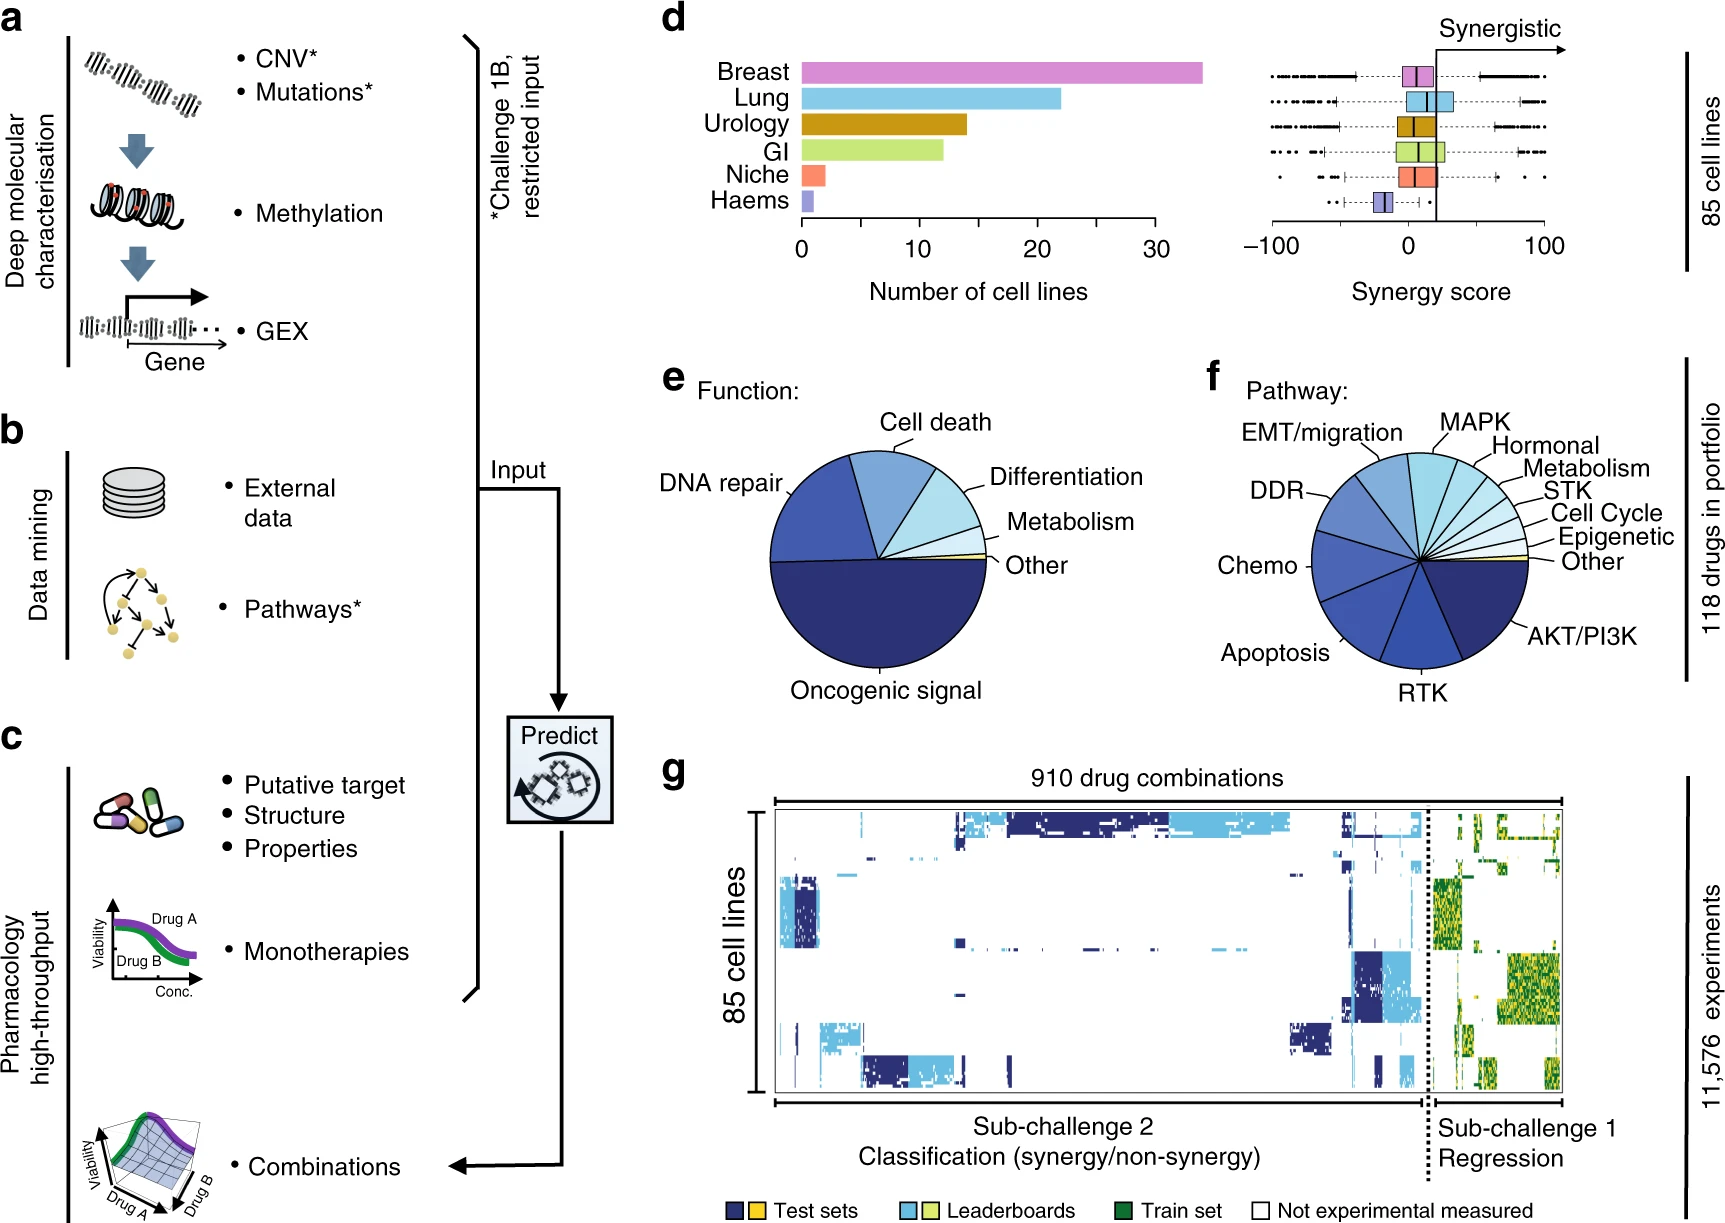 a
Deep molecular
characterisation
• CNV*
• Mutations*
• Methylation
• GEX
Gene
*Challenge 1B,
restricted input
b
Data mining
• External
data
• Pathways*
Input
Predict
c
Pharmacology
high-throughput
• Putative target
• Structure
• Properties
Viability
Drug A
Drug B
Conc.
• Monotherapies
Viability
Drug A
Drug B
• Combinations
d
Breast
Lung
Urology
GI
Niche
Haems
0 10 20 30
Number of cell lines
Synergistic
−100 0 100
Synergy score
85 cell lines
e
Function:
Cell death
DNA repair
Differentiation
Metabolism
Other
Oncogenic signal
f
Pathway:
MAPK
EMT/migration
Hormonal
Metabolism
DDR
STK
Cell Cycle
Epigenetic
Chemo
Other
AKT/PI3K
Apoptosis
RTK
118 drugs in portfolio
g
910 drug combinations
85 cell lines
Sub-challenge 2
Classification (synergy/non-synergy)
Sub-challenge 1
Regression
11,576 experiments
Test sets
Leaderboards
Train set
Not experimental measured